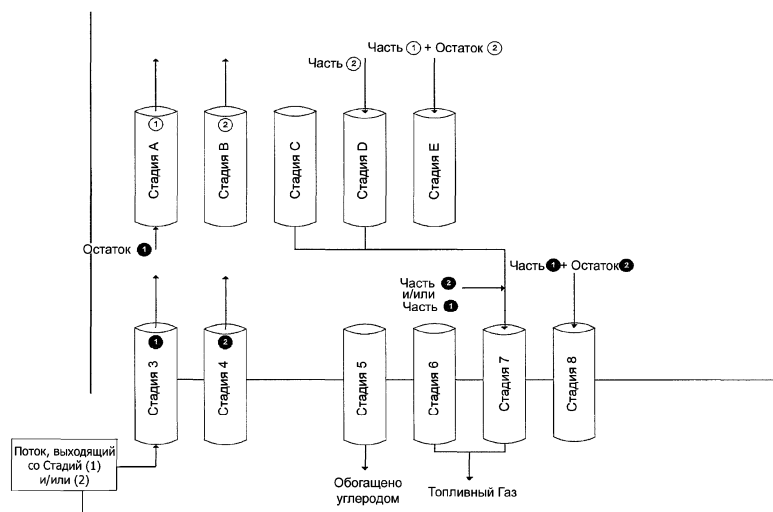 Часть ① + Остаток ②
Часть ②
① ②
Стадия A
Стадия B
Стадия C
Стадия D
Стадия E
Остаток ❶
Часть ❷
и/или
Часть ❶
Часть ❶ + Остаток ❷
❶ ❷
Стадия 3
Стадия 4
Стадия 5
Стадия 6
Стадия 7
Стадия 8
Поток, выходящий
со Стадий (1)
и/или (2)
Обогащено
углеродом
Топливный Газ